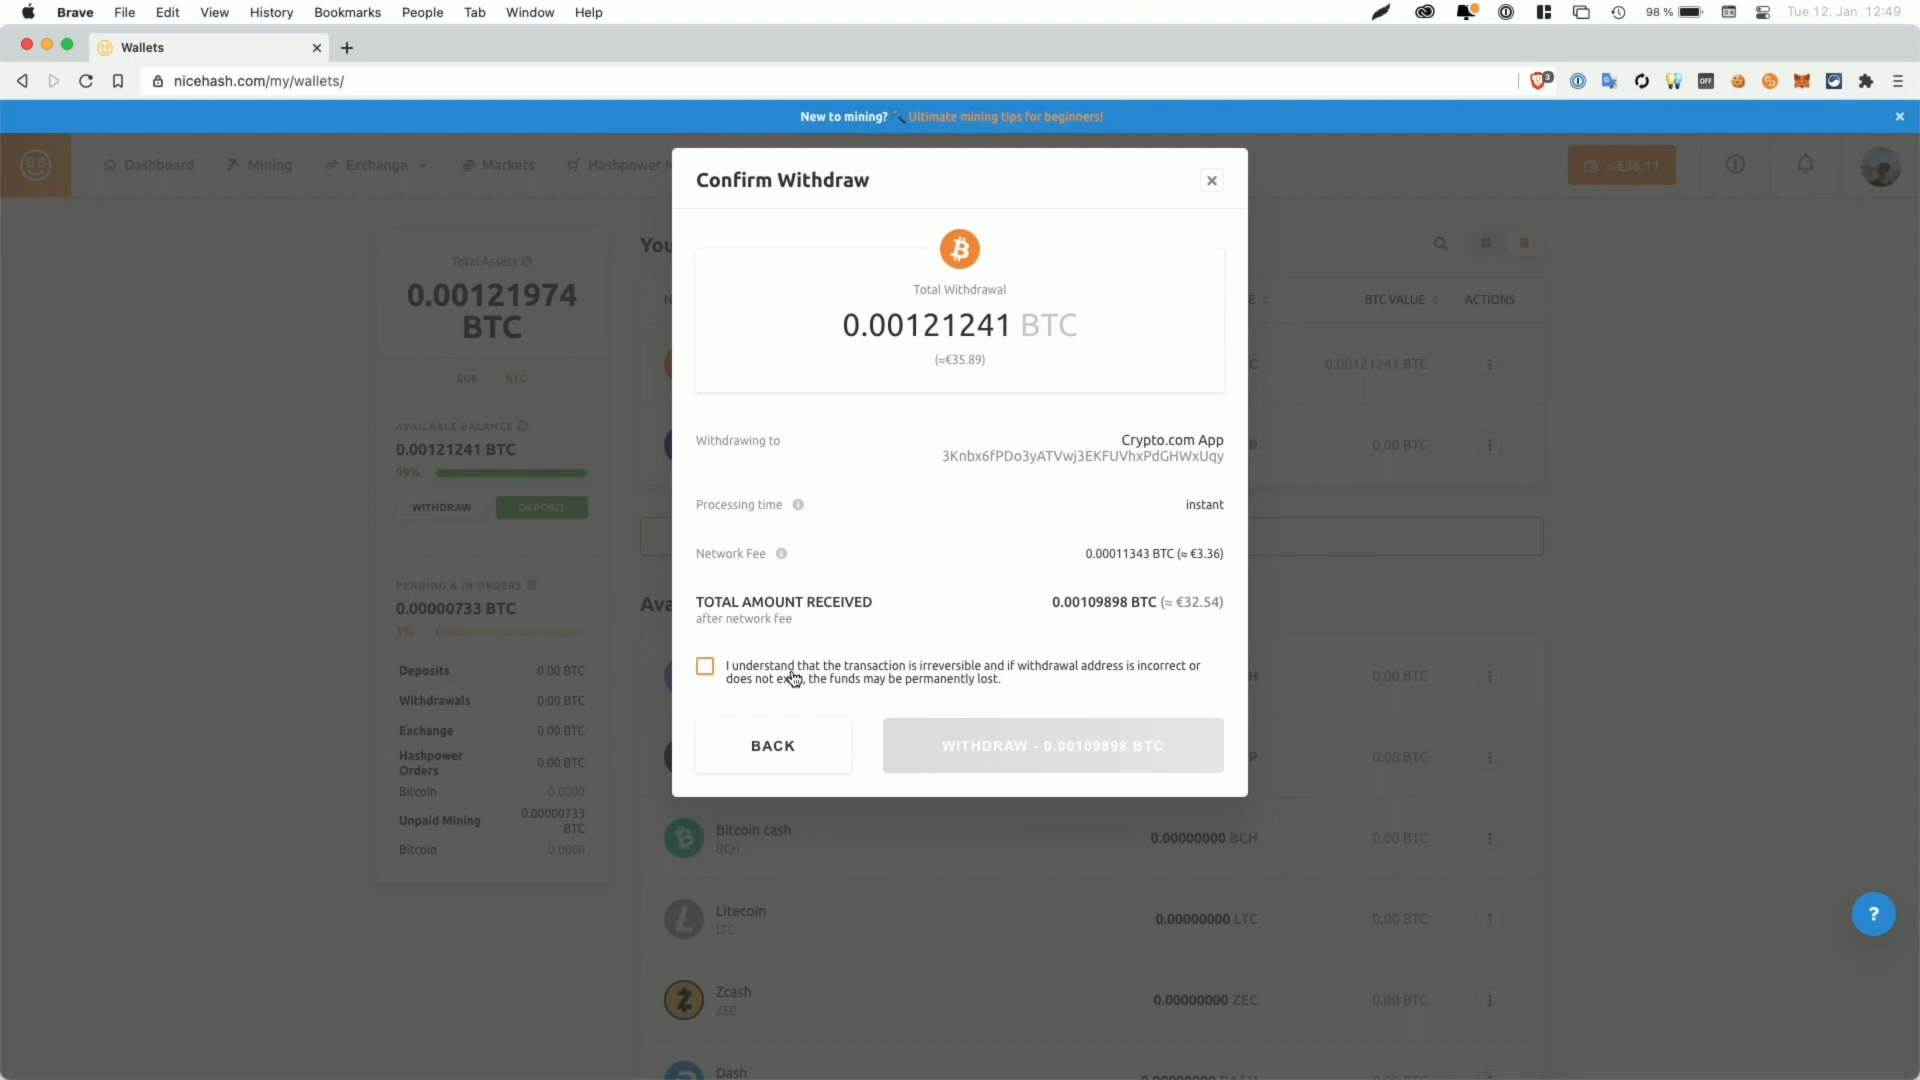 Brave File Edit View History Bookmarks People Tab Window Help
98 % Tue 12. Jan 12:49
Wallets
nicehash.com/my/wallets/
3
OFF
New to mining? Ultimate mining tips for beginners!
Dashboard Mining Exchange Markets Hashpower M
≈ €36.11
Confirm Withdraw
Total Withdrawal
0.00121241 BTC
(≈€35.89)
Withdrawing to
Crypto.com App
3Knbx6fPDo3yATVwj3EKFUVhxPdGHWxUqy
Processing time
instant
Network Fee
0.00011343 BTC (≈ €3.36)
TOTAL AMOUNT RECEIVED
0.00109898 BTC (≈ €32.54)
after network fee
I understand that the transaction is irreversible and if withdrawal address is incorrect or
does not the funds may be permanently lost.
BACK
WITHDRAW - 0.00109898 BTC
Total Assets
0.00121974
BTC
EUR BTC
AVAILABLE BALANCE
0.00121241 BTC
99%
WITHDRAW DEPOSIT
PENDING & IN ORDERS
0.00000733 BTC
1%
Deposits 0.00 BTC
Withdrawals 0.00 BTC
Exchange 0.00 BTC
Hashpower
Orders 0.00 BTC
Bitcoin 0.0000
Unpaid Mining 0.00000733
BTC
Bitcoin 0.0000
You
N
E BTC VALUE ACTIONS
C 0.00121241 BTC
R 0.00 BTC
Ava
H 0.00 BTC
P 0.00 BTC
Bitcoin cash
BCH
0.00000000 BCH 0.00 BTC
Litecoin
LTC
0.00000000 LTC 0.00 BTC
Zcash
ZEC
0.00000000 ZEC 0.00 BTC
Dash
?